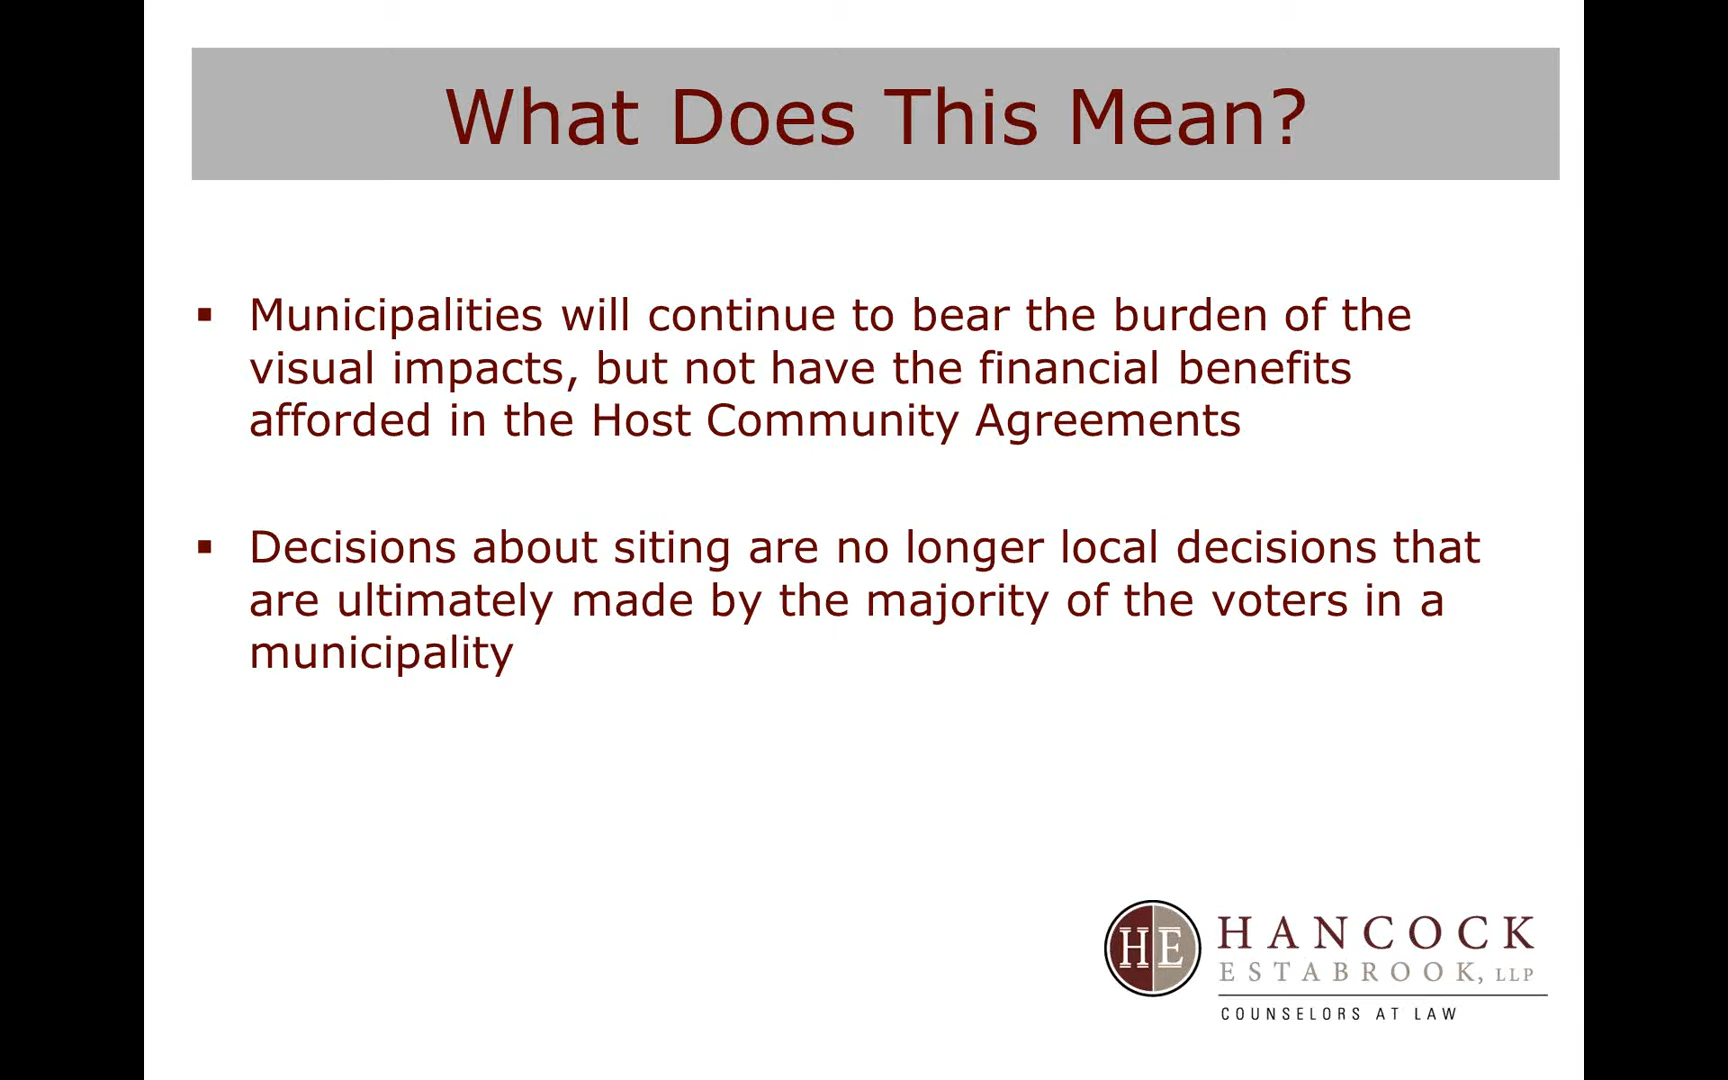 What Does This Mean?
▪ Municipalities will continue to bear the burden of the
visual impacts, but not have the financial benefits
afforded in the Host Community Agreements
▪ Decisions about siting are no longer local decisions that
are ultimately made by the majority of the voters in a
municipality
HE
HANCOCK
ESTABROOK, LLP
COUNSELORS AT LAW